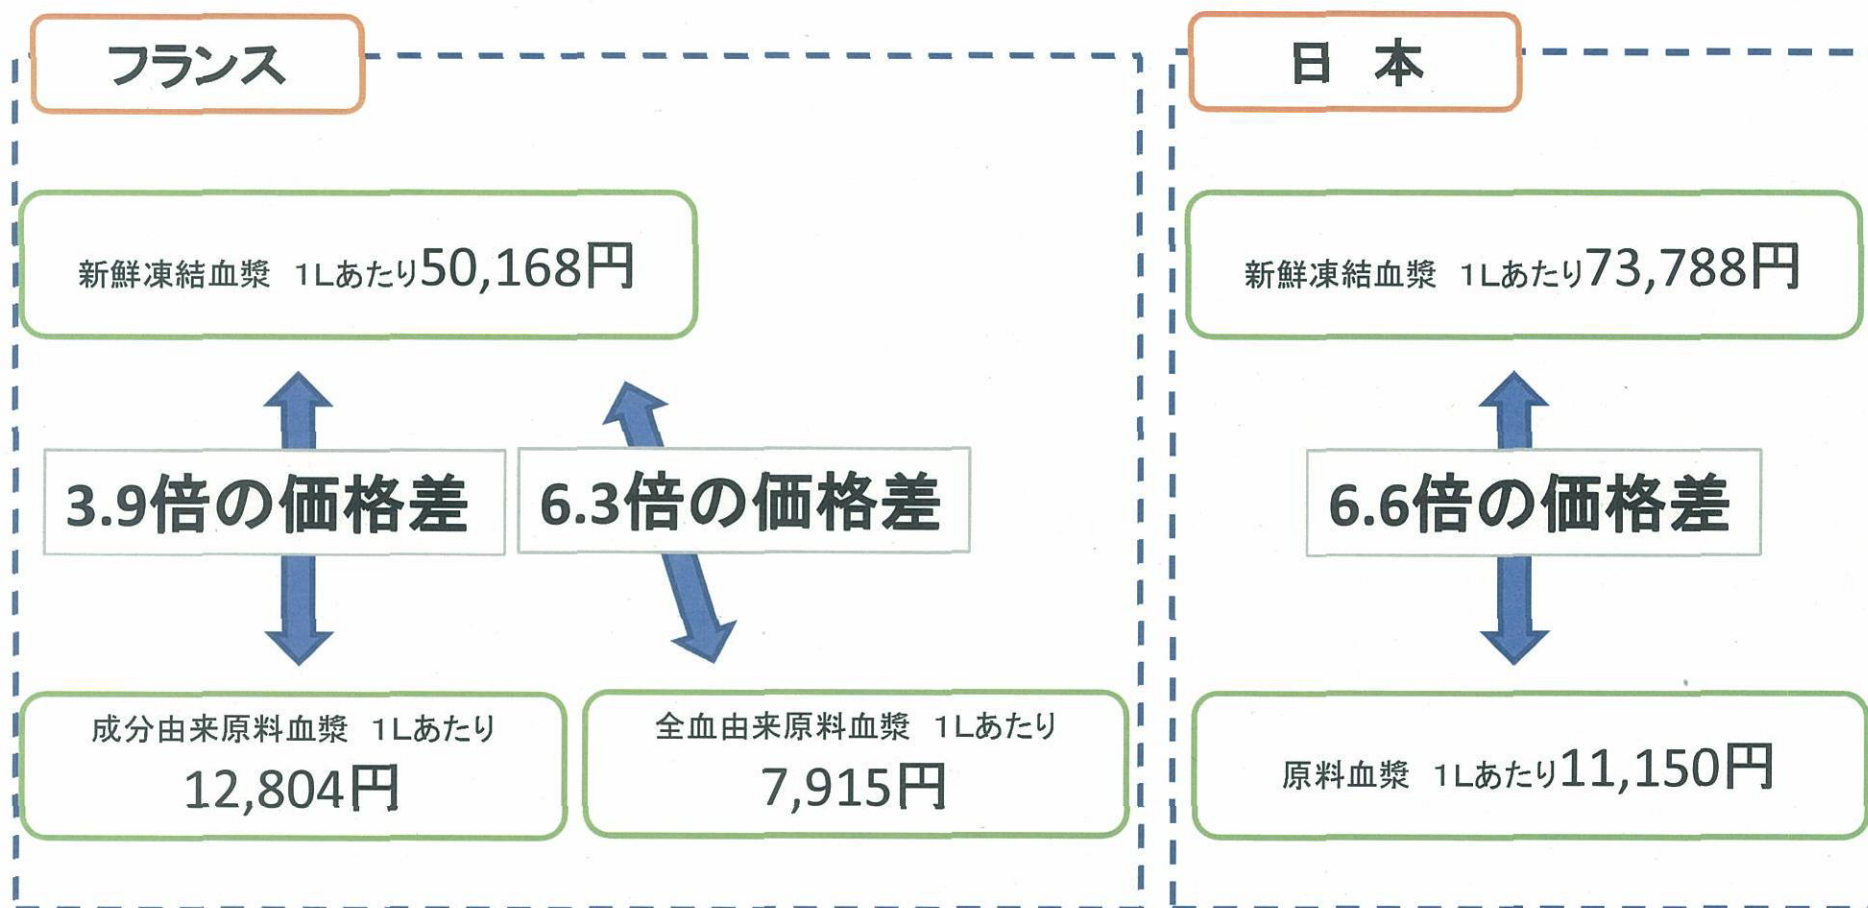 フランス
新鮮凍結血漿 1Lあたり50,168円
3.9倍の価格差
6.3倍の価格差
成分由来原料血漿 1Lあたり
12,804円
全血由来原料血漿 1Lあたり
7,915円
日 本
新鮮凍結血漿 1Lあたり73,788円
6.6倍の価格差
原料血漿 1Lあたり11,150円